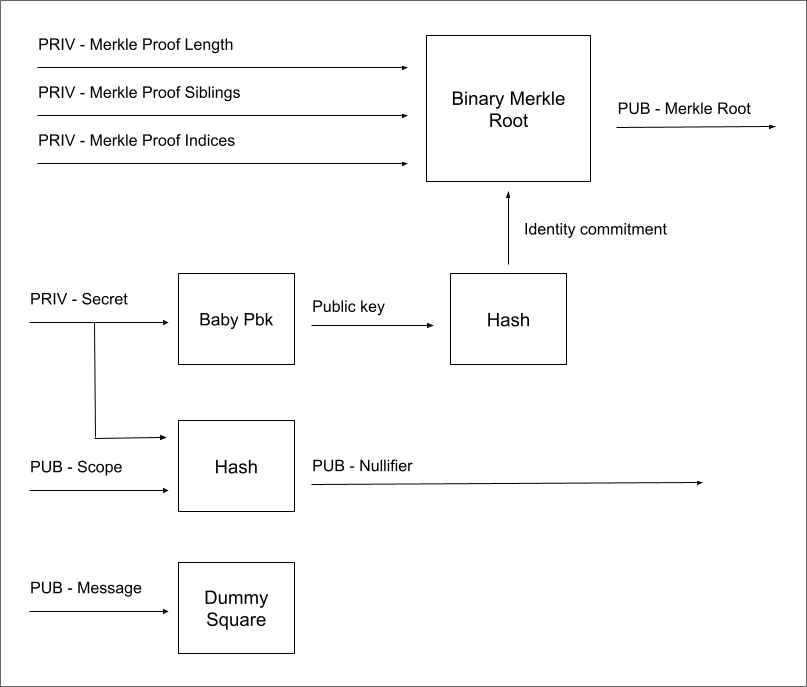 PRIV - Merkle Proof Length
PRIV - Merkle Proof Siblings
PRIV - Merkle Proof Indices
Binary Merkle
Root
PUB - Merkle Root
Identity commitment
PRIV - Secret
Baby Pbk
Public key
Hash
PUB - Scope
Hash
PUB - Nullifier
PUB - Message
Dummy
Square